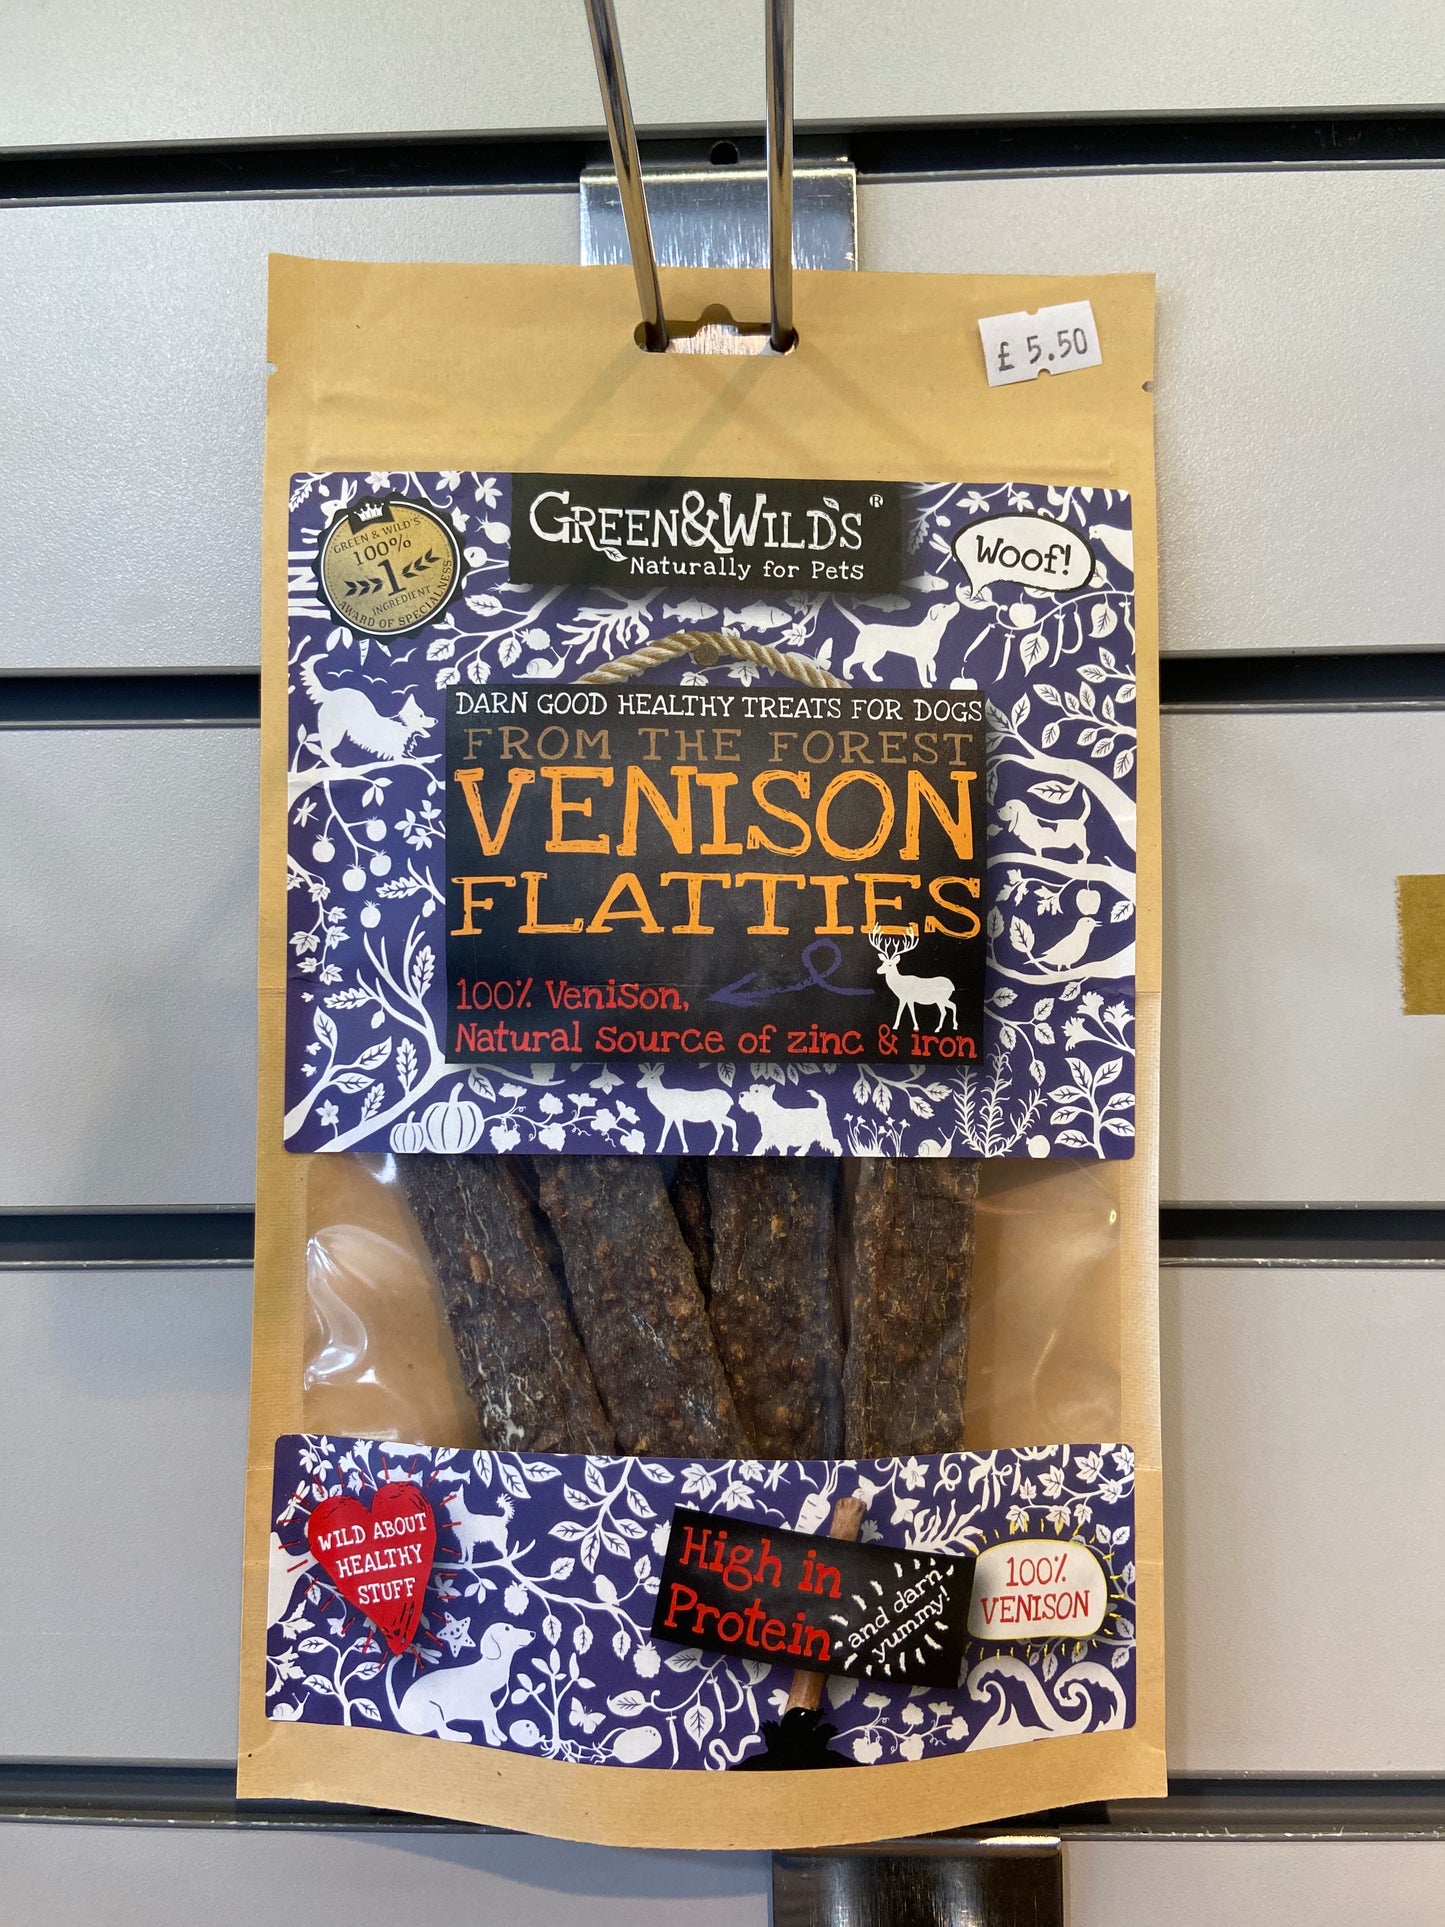 £ 5.50
GREEN & WILD'S
100%
1
INGREDIENT
AWARD OF SPECIALNESS
GREEN&WILDS®
Naturally for Pets
Woof!
DARN GOOD HEALTHY TREATS FOR DOGS
FROM THE FOREST
VENISON
FLATTIES
100% Venison,
Natural source of zinc & iron
WILD ABOUT
HEALTHY
STUFF
High in
Protein
and darn
yummy!
100%
VENISON